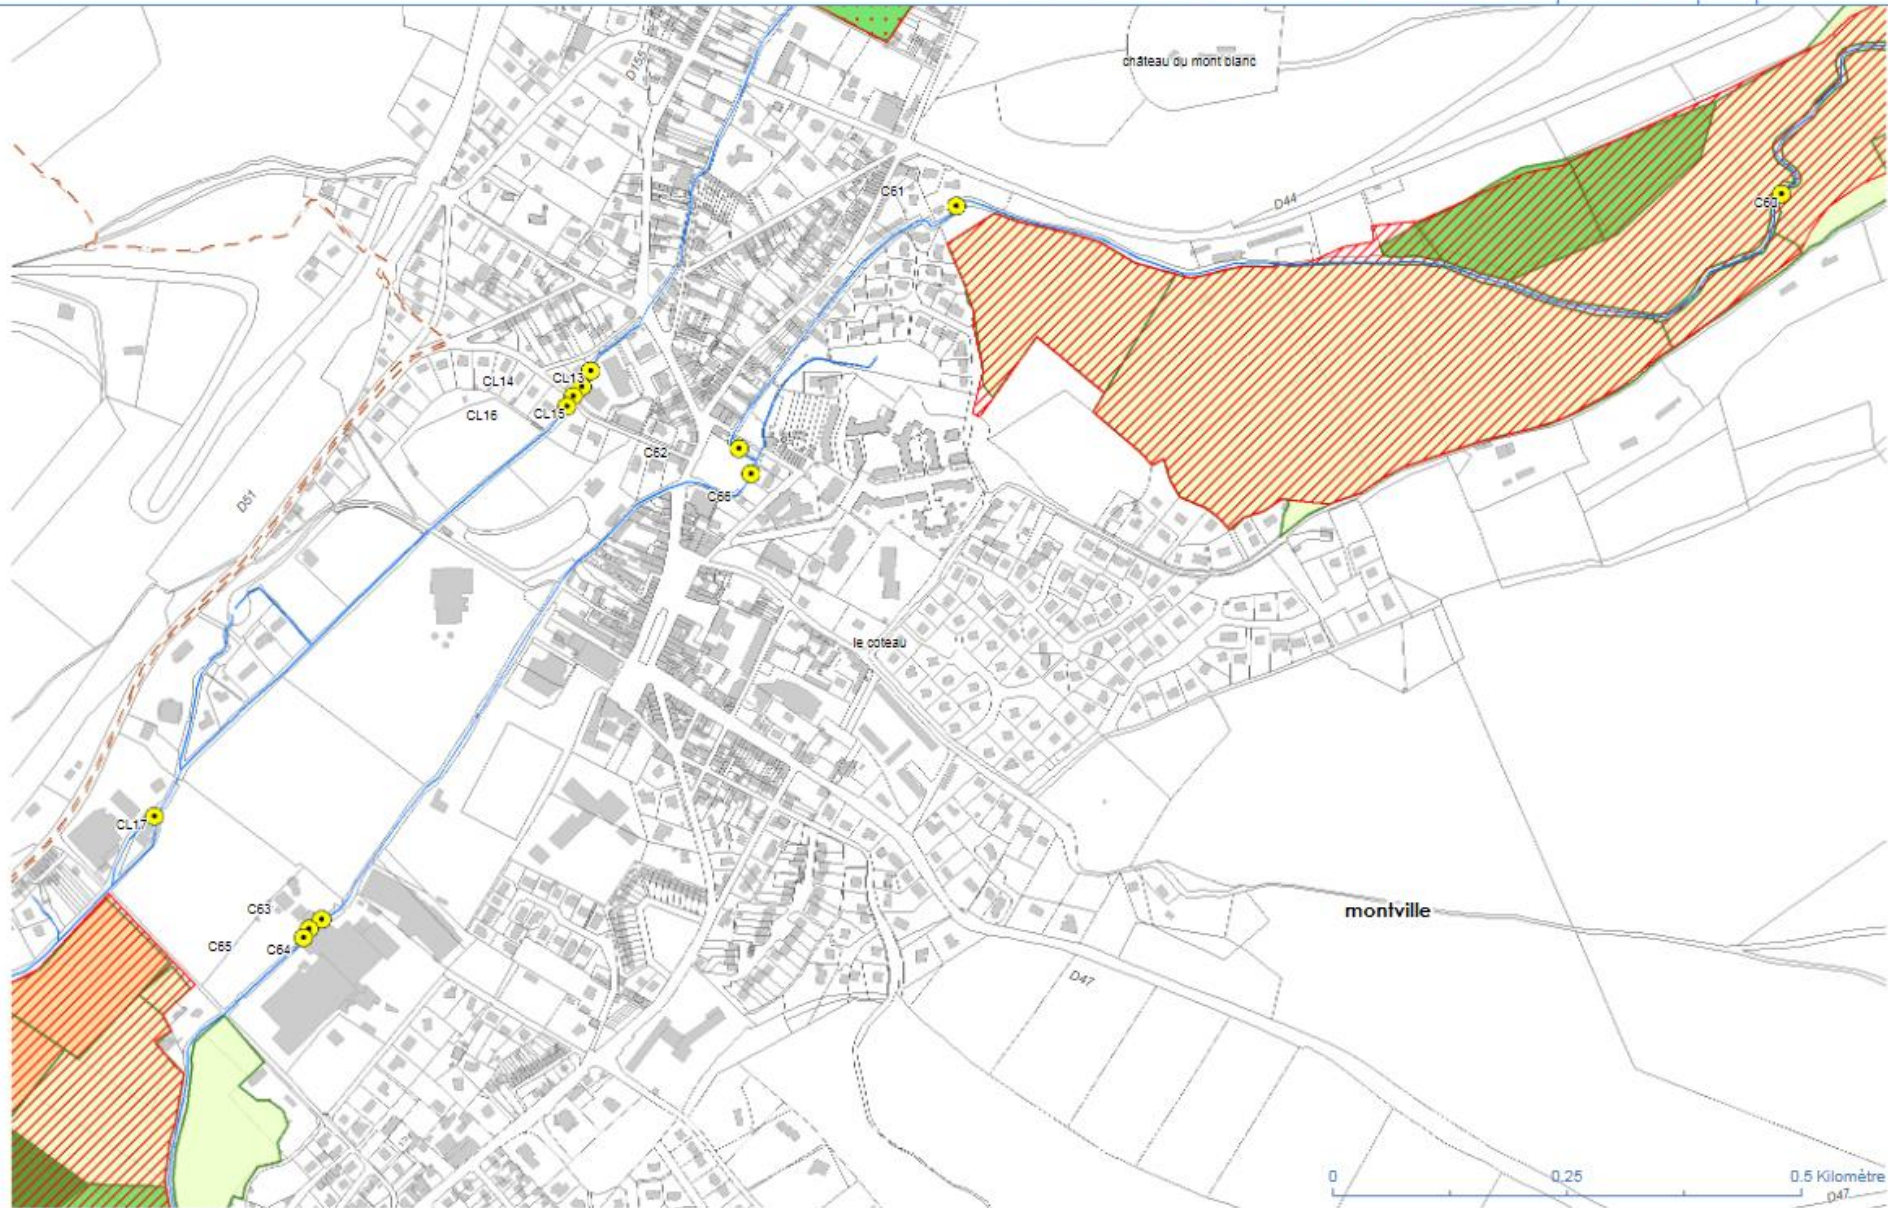 château du mont blanc
D155
C61
D44
C60
CL14
CL13
CL16
CL15
C62
C66
D51
le coteau
CL17
montville
C63
C65
C64
D47
0
0,25
0.5 Kilomètre
D47